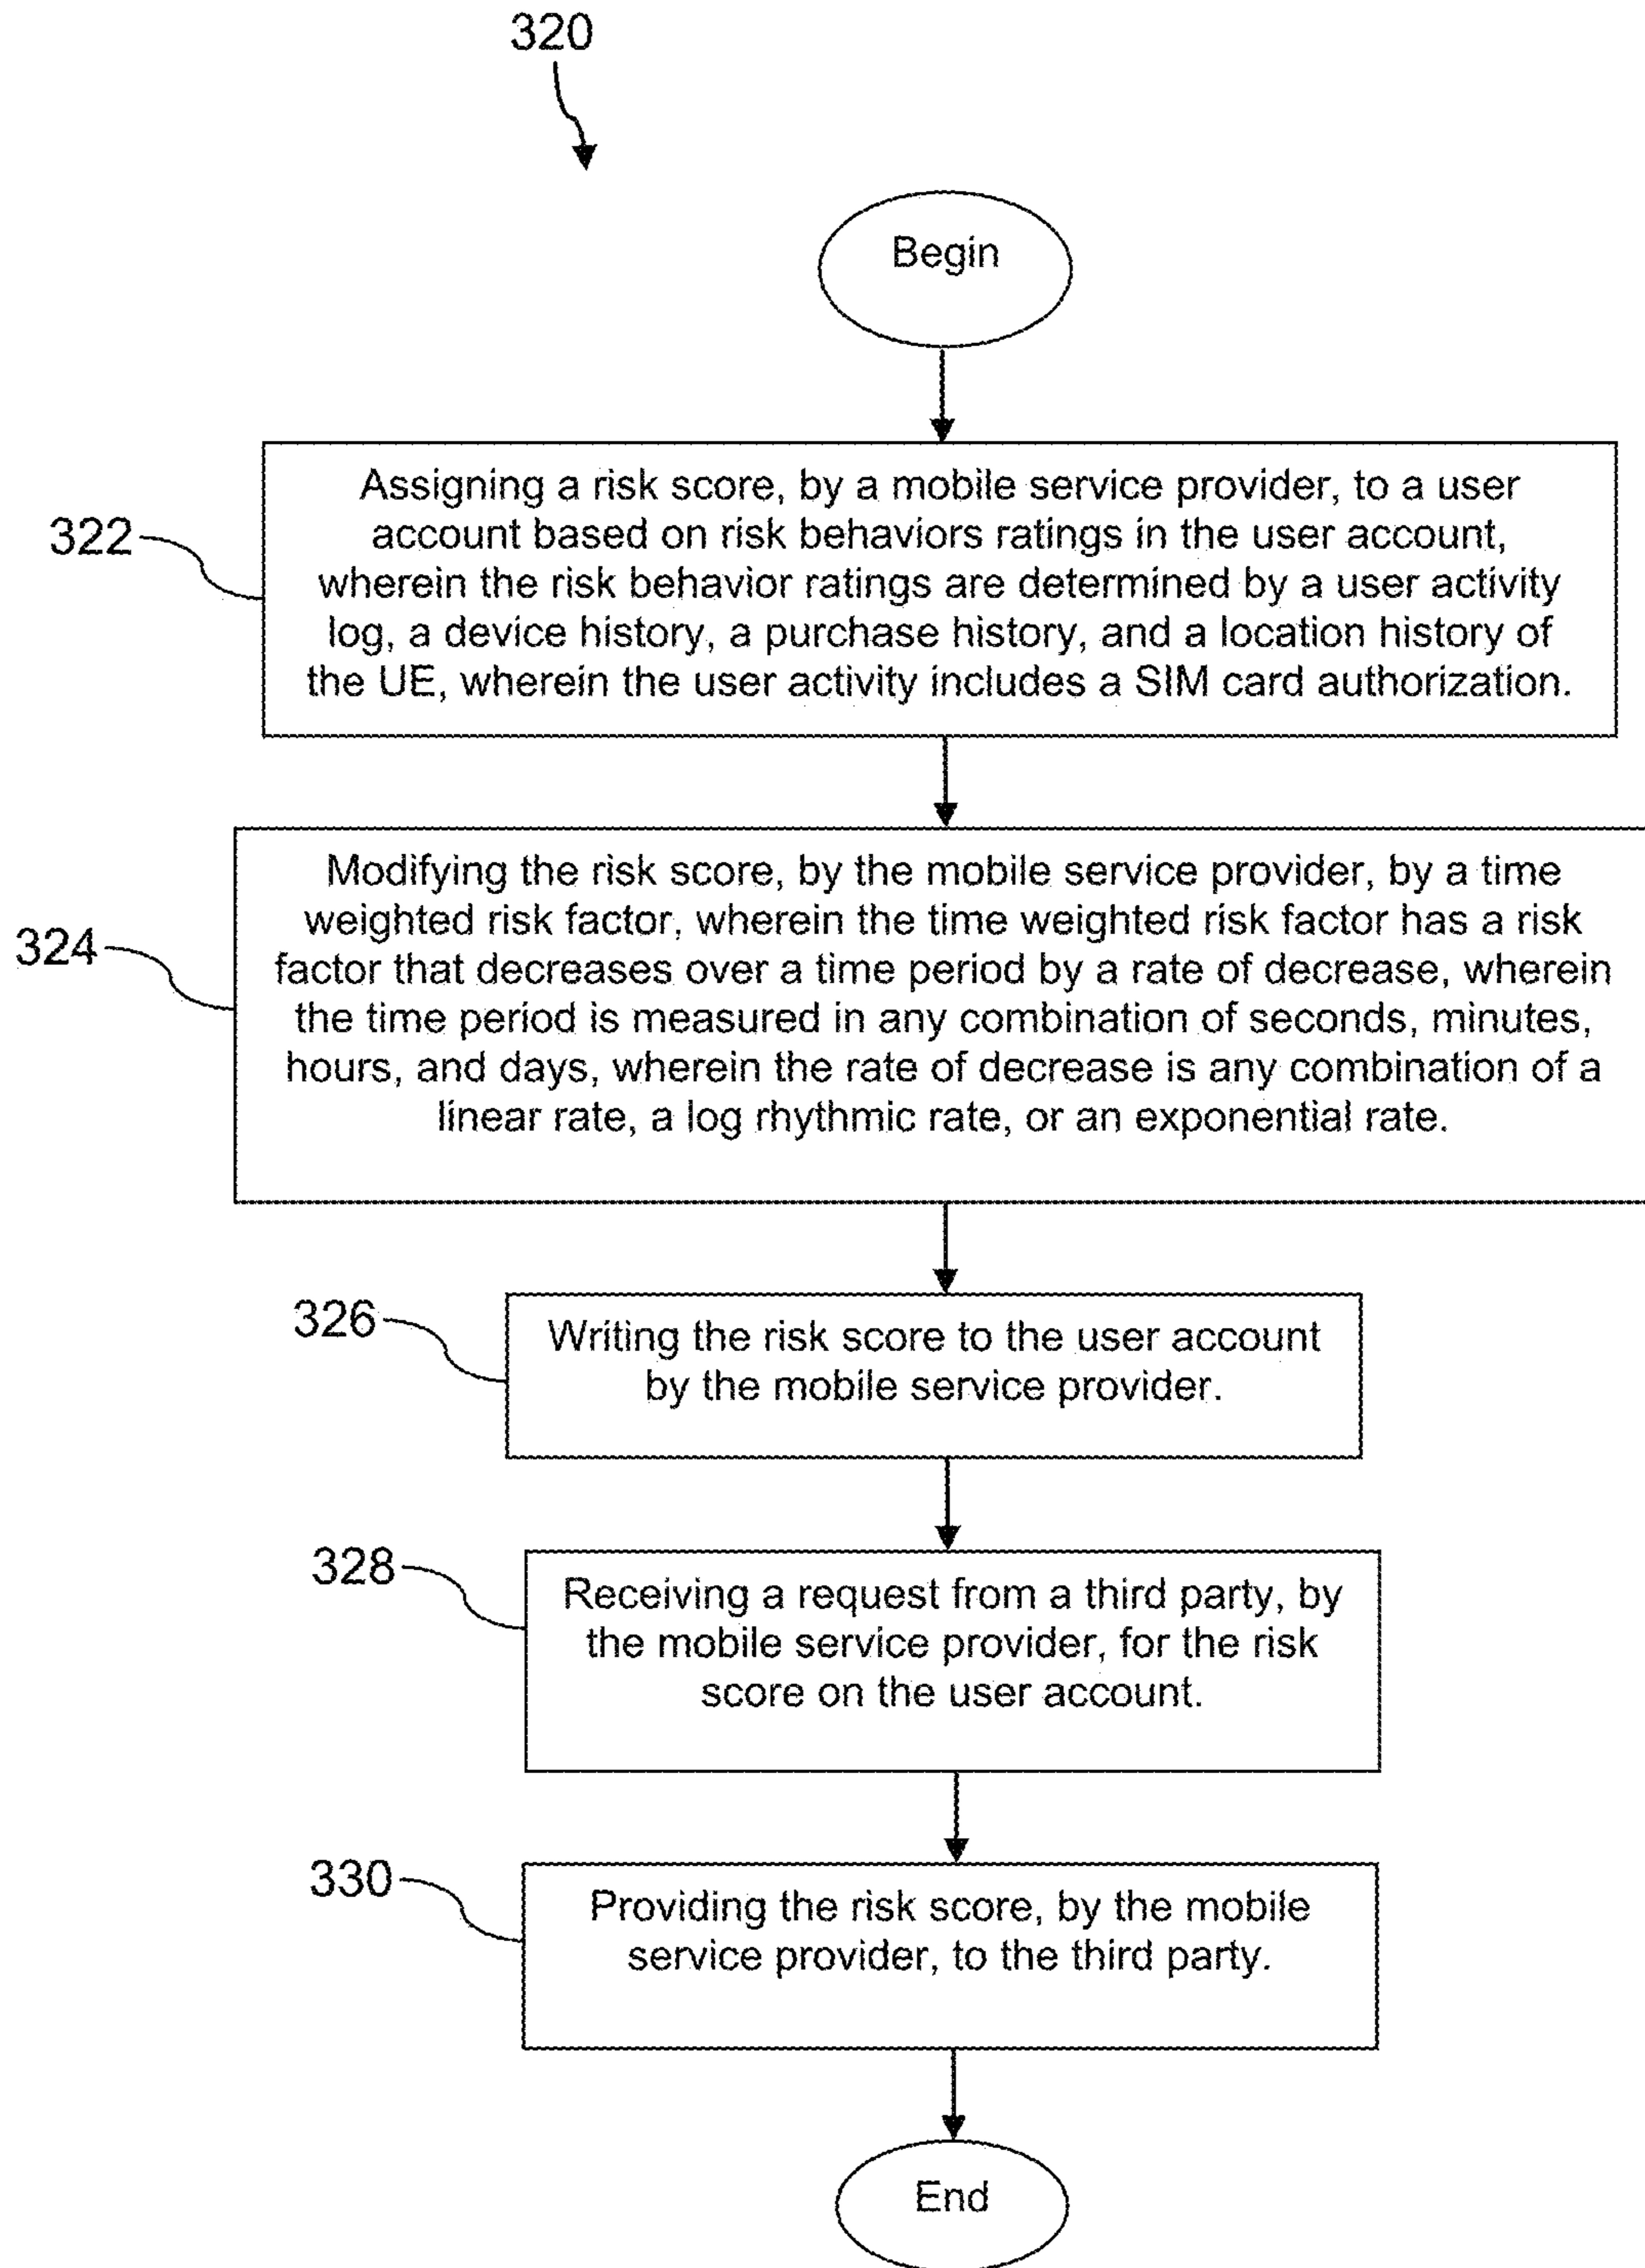 320
Begin
322
Assigning a risk score, by a mobile service provider, to a user
account based on risk behaviors ratings in the user account,
wherein the risk behavior ratings are determined by a user activity
log, a device history, a purchase history, and a location history of
the UE, wherein the user activity includes a SIM card authorization.
324
Modifying the risk score, by the mobile service provider, by a time
weighted risk factor, wherein the time weighted risk factor has a risk
factor that decreases over a time period by a rate of decrease, wherein
the time period is measured in any combination of seconds, minutes,
hours, and days, wherein the rate of decrease is any combination of a
linear rate, a log rhythmic rate, or an exponential rate.
326
Writing the risk score to the user account
by the mobile service provider.
328
Receiving a request from a third party, by
the mobile service provider, for the risk
score on the user account.
330
Providing the risk score, by the mobile
service provider, to the third party.
End